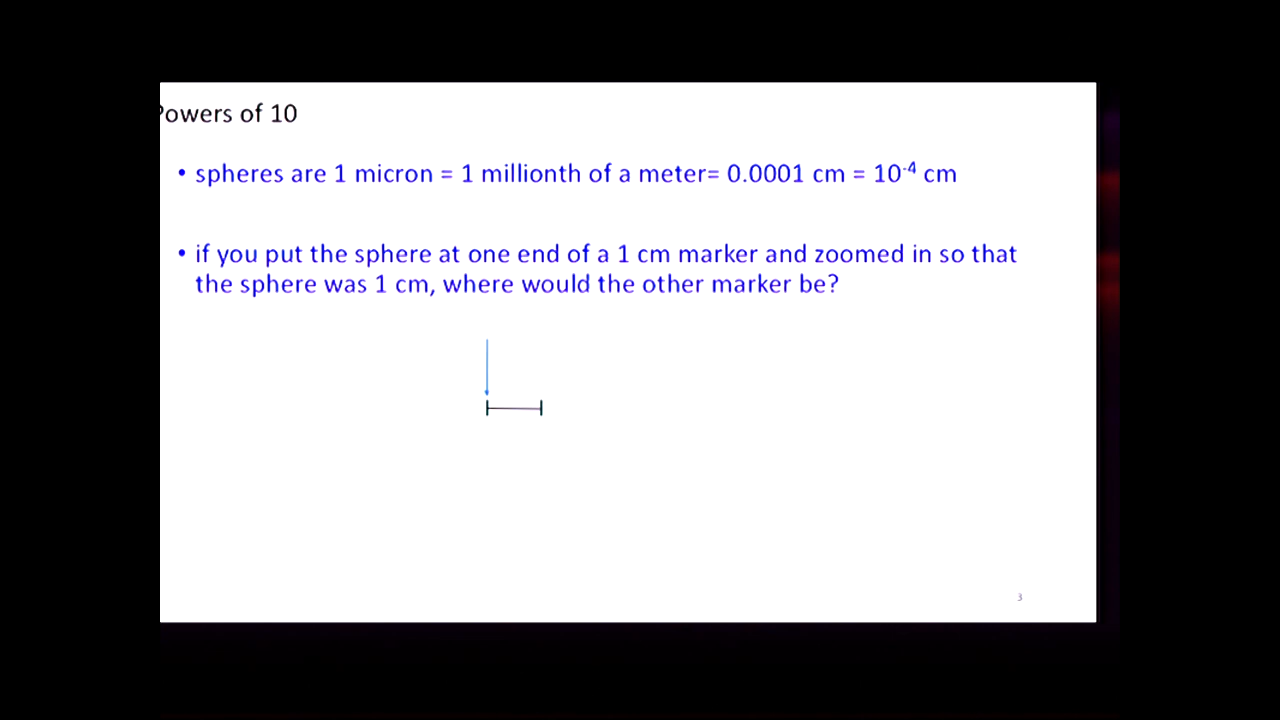 Powers of 10
• spheres are 1 micron = 1 millionth of a meter= 0.0001 cm = 10⁻⁴ cm
• if you put the sphere at one end of a 1 cm marker and zoomed in so that
the sphere was 1 cm, where would the other marker be?
3